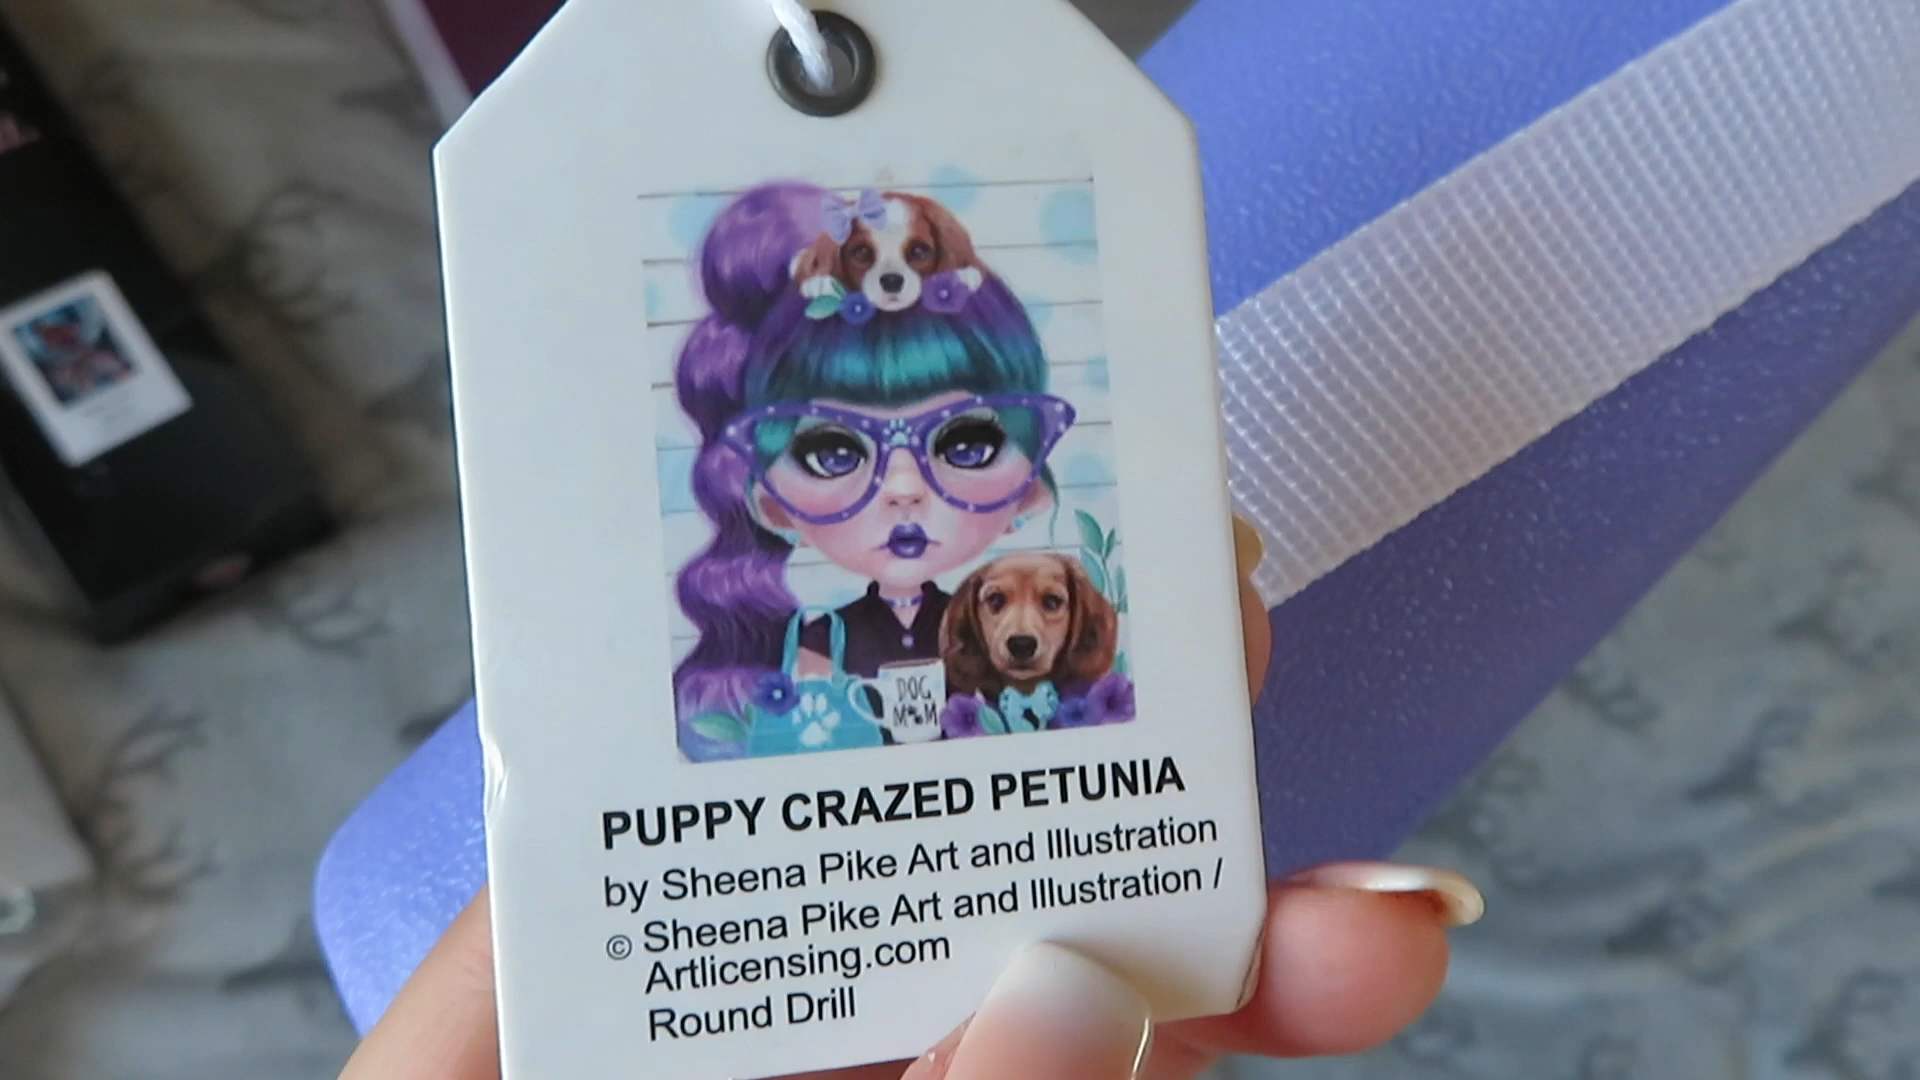 DOG
MOM
PUPPY CRAZED PETUNIA
by Sheena Pike Art and Illustration
© Sheena Pike Art and Illustration /
Artlicensing.com
Round Drill